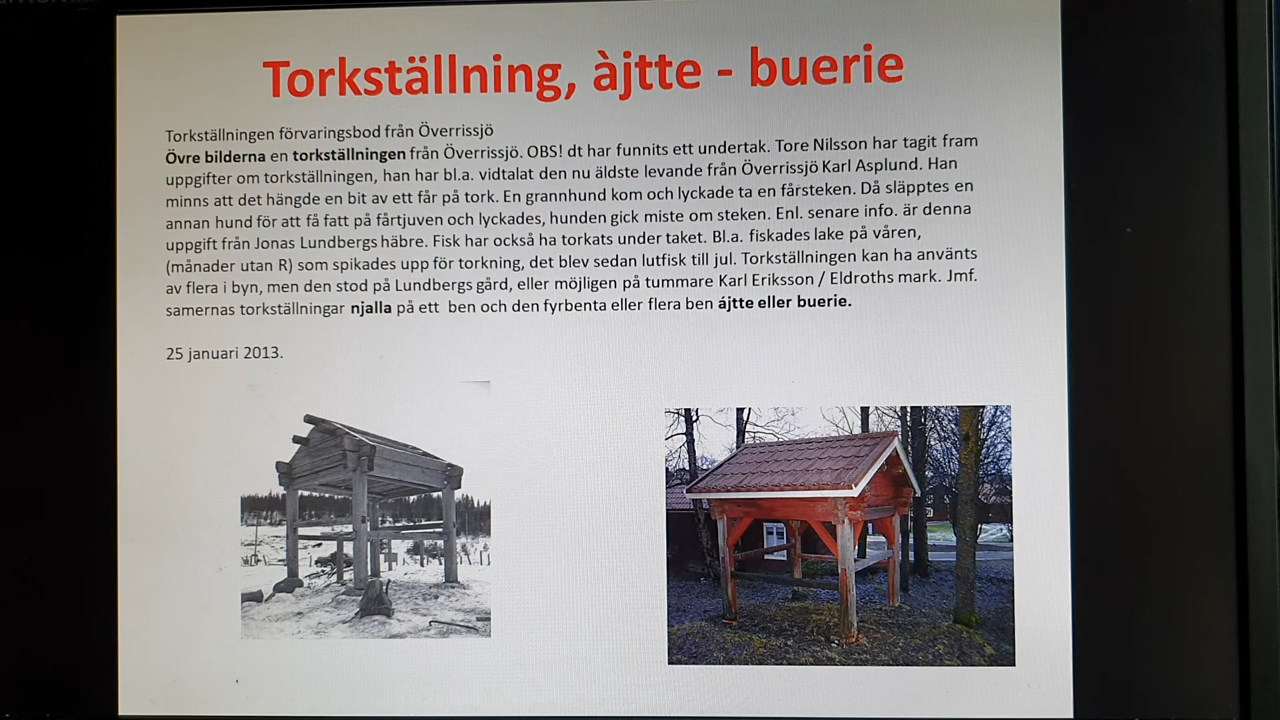 Torkställning, àjtte - buerie
Torkställningen förvaringsbod från Överrissjö
Övre bilderna en torkställningen från Överrissjö. OBS! dt har funnits ett undertak. Tore Nilsson har tagit fram
uppgifter om torkställningen, han har bl.a. vidtalat den nu äldste levande från Överrissjö Karl Asplund. Han
minns att det hängde en bit av ett får på tork. En grannhund kom och lyckade ta en fårsteken. Då släpptes en
annan hund för att få fatt på fårtjuven och lyckades, hunden gick miste om steken. Enl. senare info. är denna
uppgift från Jonas Lundbergs häbre. Fisk har också ha torkats under taket. Bl.a. fiskades lake på våren,
(månader utan R) som spikades upp för torkning, det blev sedan lutfisk till jul. Torkställningen kan ha använts
av flera i byn, men den stod på Lundbergs gård, eller möjligen på tummare Karl Eriksson / Eldroths mark. Jmf.
samernas torkställningar njalla på ett ben och den fyrbenta eller flera ben ájtte eller buerie.
25 januari 2013.